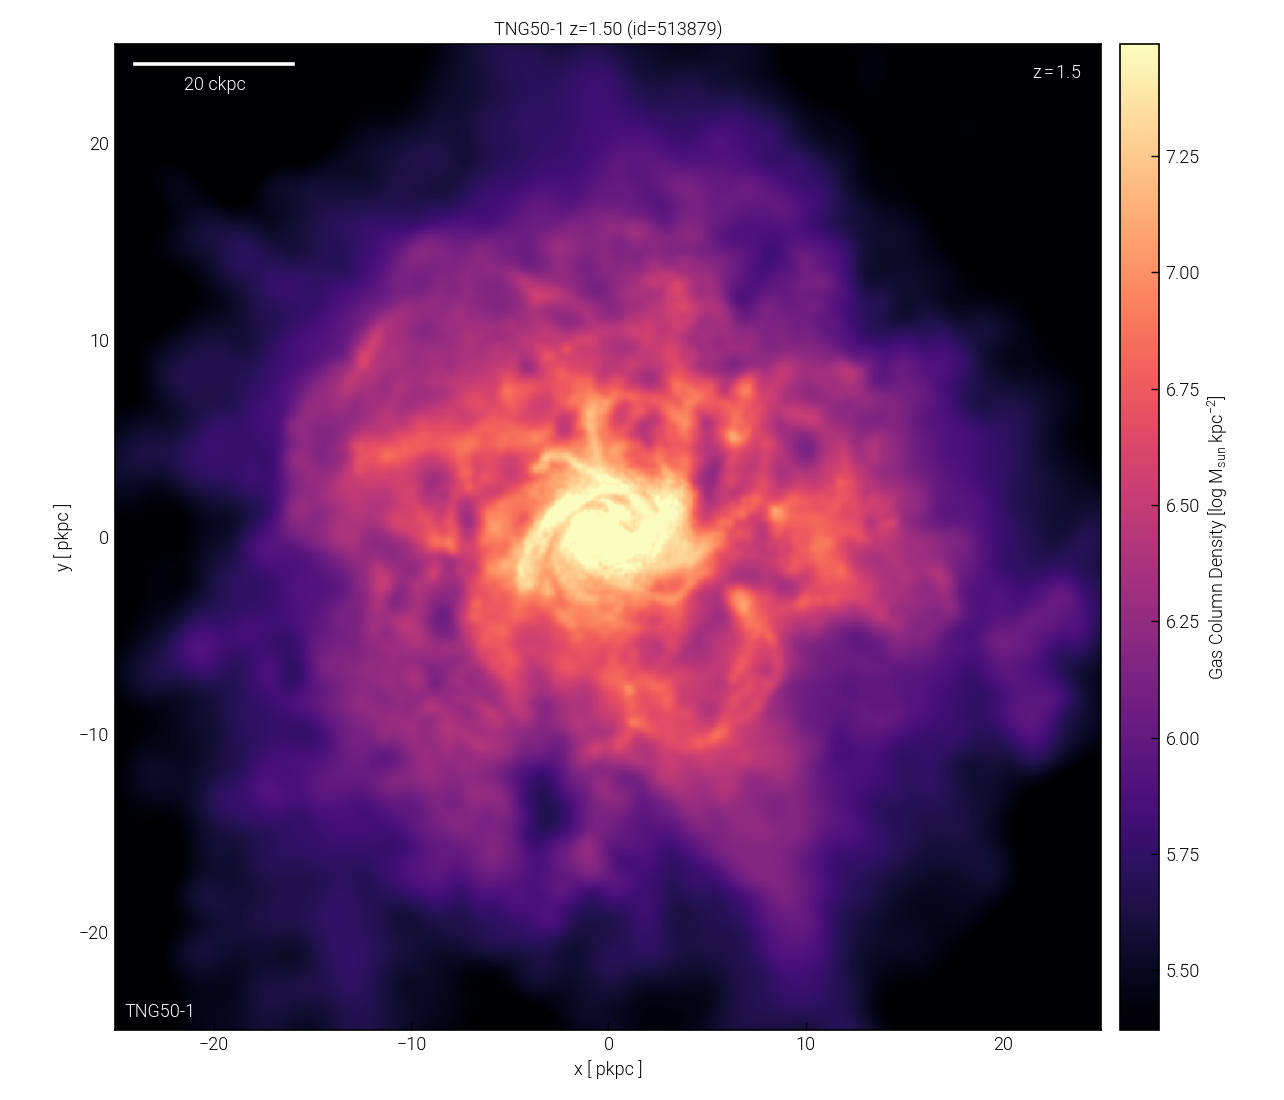 TNG50-1 z=1.50 (id=513879)
20 ckpc
z = 1.5
20
10
0
−10
−20
y [ pkpc ]
TNG50-1
−20
−10
0
10
20
x [ pkpc ]
7.25
7.00
6.75
6.50
6.25
6.00
5.75
5.50
Gas Column Density [log M_sun kpc^−2]